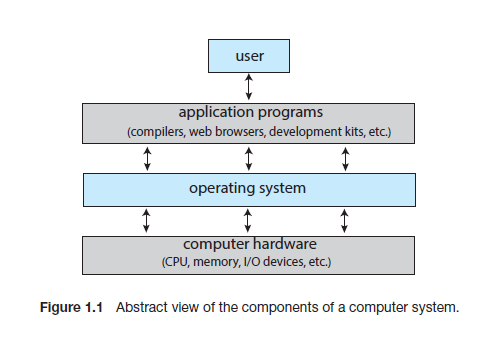 user
application programs
(compilers, web browsers, development kits, etc.)
operating system
computer hardware
(CPU, memory, I/O devices, etc.)
Figure 1.1 Abstract view of the components of a computer system.